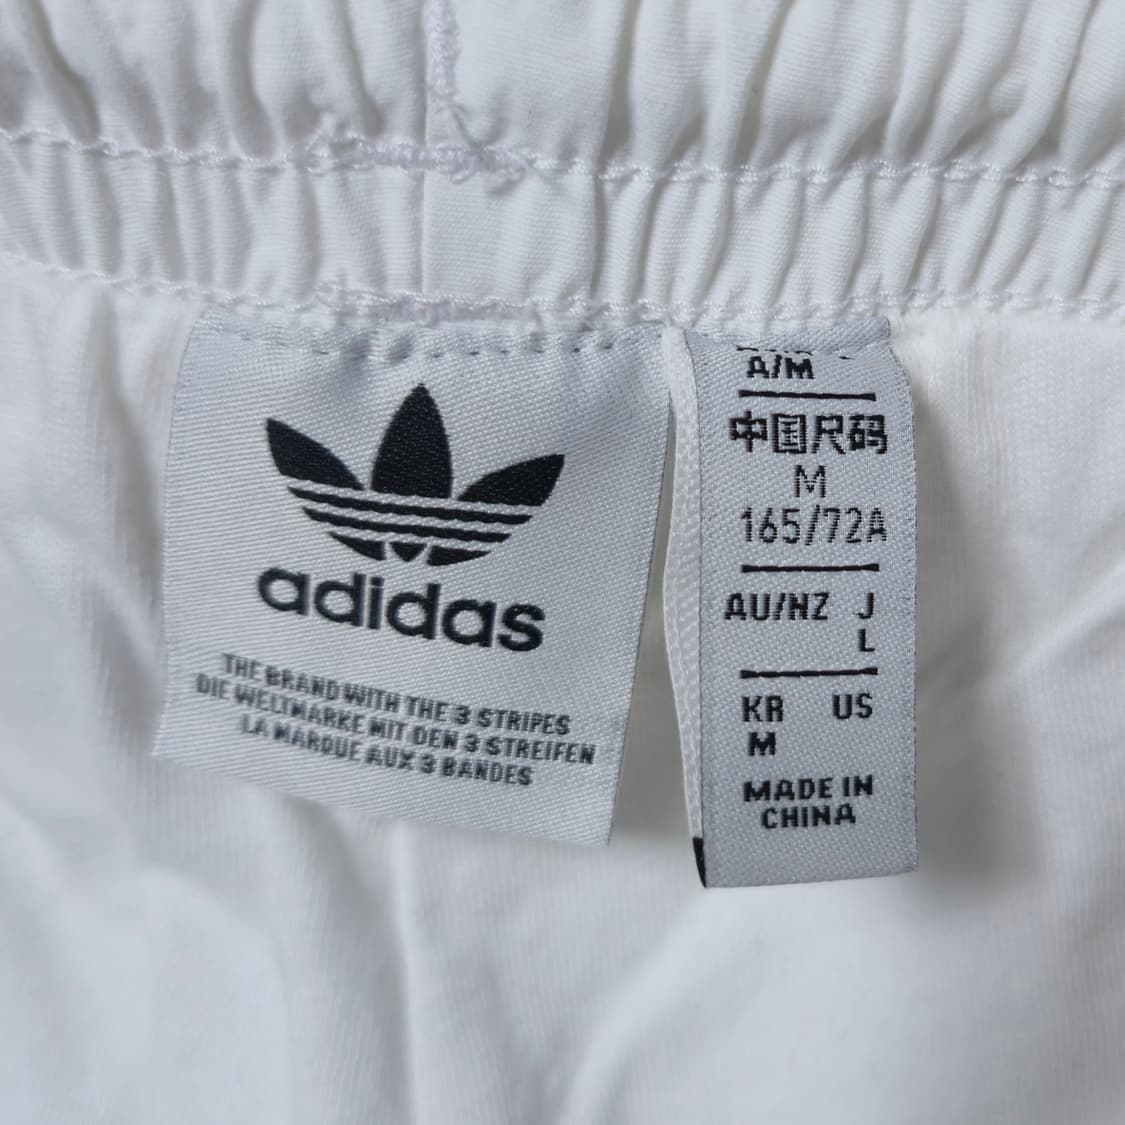 adidas
THE BRAND WITH THE 3 STRIPES
DIE WELTMARKE MIT DEN 3 STREIFEN
LA MARQUE AUX 3 BANDES
A/M
中国尺码
M
165/72A
AU/NZ J
L
KR US
M
MADE IN
CHINA